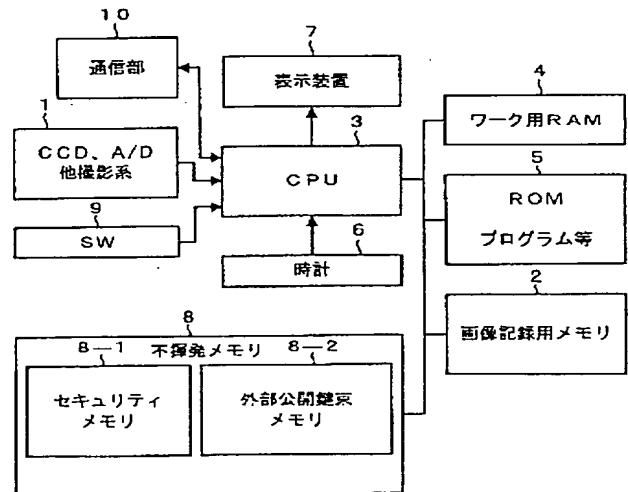 10
通信部
7
表示装置
4
ワーク用RAM
1
CCD、A/D
他撮影系
3
CPU
5
ROM
プログラム等
9
SW
6
時計
2
画像記録用メモリ
8
不揮発メモリ
8―1
セキュリティ
メモリ
8―2
外部公開鍵束
メモリ